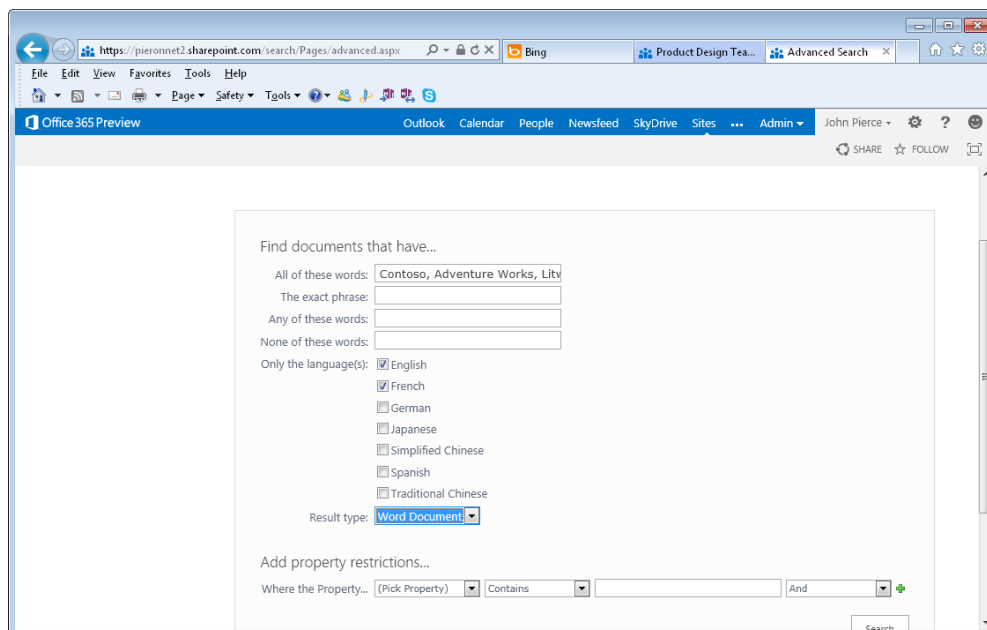 https://pieronnet2.sharepoint.com/search/Pages/advanced.aspx Bing Product Design Tea... Advanced Search
File Edit View Favorites Tools Help
Page Safety Tools
Office 365 Preview Outlook Calendar People Newsfeed SkyDrive Sites ... Admin John Pierce ?
SHARE FOLLOW
Find documents that have...
All of these words: Contoso, Adventure Works, Litw
The exact phrase:
Any of these words:
None of these words:
Only the language(s): English
French
German
Japanese
Simplified Chinese
Spanish
Traditional Chinese
Result type: Word Document
Add property restrictions...
Where the Property... (Pick Property) Contains And
Search